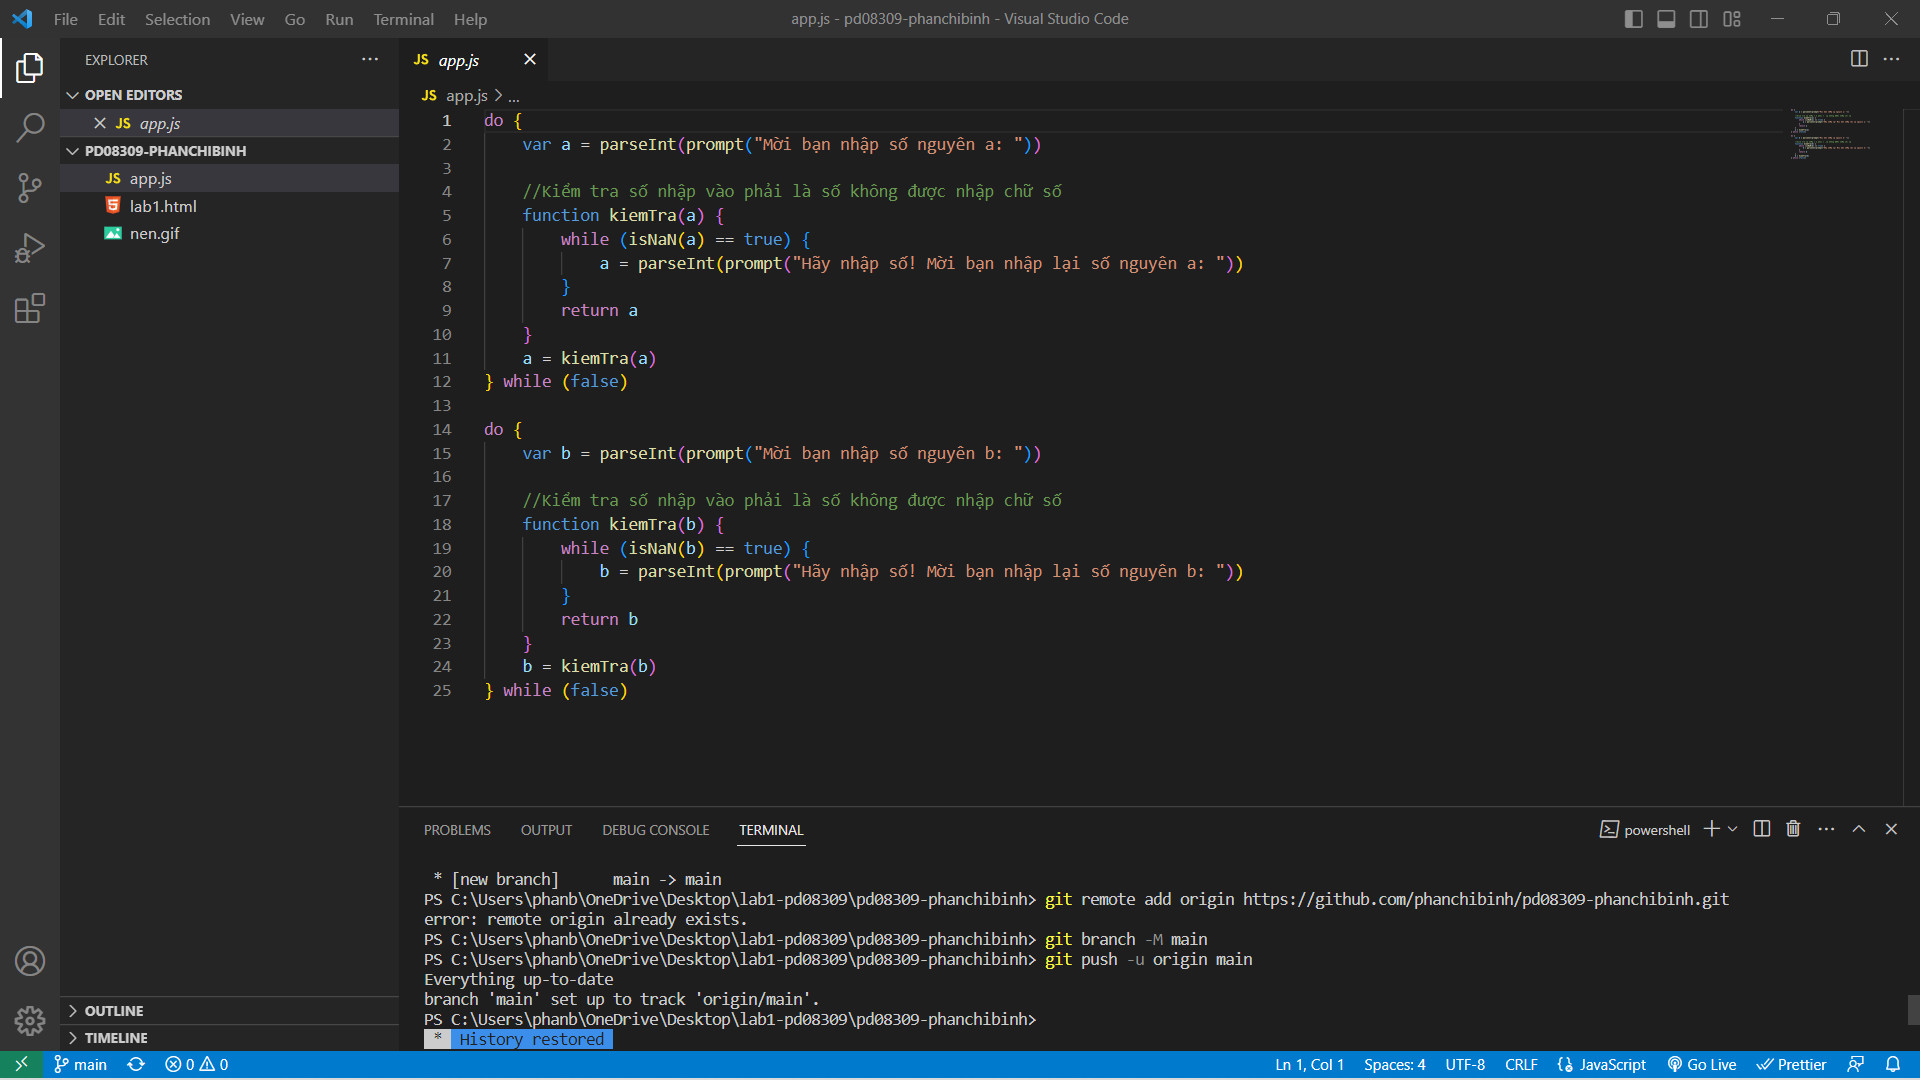 File Edit Selection View Go Run Terminal Help
app.js - pd08309-phanchibinh - Visual Studio Code
EXPLORER
OPEN EDITORS
JS app.js
PD08309-PHANCHIBINH
JS app.js
lab1.html
nen.gif
OUTLINE
TIMELINE
JS app.js
JS app.js > ...
1 do {
2 var a = parseInt(prompt("Mời bạn nhập số nguyên a: "))
3
4 //Kiểm tra số nhập vào phải là số không được nhập chữ số
5 function kiemTra(a) {
6 while (isNaN(a) == true) {
7 a = parseInt(prompt("Hãy nhập số! Mời bạn nhập lại số nguyên a: "))
8 }
9 return a
10 }
11 a = kiemTra(a)
12 } while (false)
13
14 do {
15 var b = parseInt(prompt("Mời bạn nhập số nguyên b: "))
16
17 //Kiểm tra số nhập vào phải là số không được nhập chữ số
18 function kiemTra(b) {
19 while (isNaN(b) == true) {
20 b = parseInt(prompt("Hãy nhập số! Mời bạn nhập lại số nguyên b: "))
21 }
22 return b
23 }
24 b = kiemTra(b)
25 } while (false)
PROBLEMS OUTPUT DEBUG CONSOLE TERMINAL
powershell
* [new branch] main -> main
PS C:\Users\phanb\OneDrive\Desktop\lab1-pd08309\pd08309-phanchibinh> git remote add origin https://github.com/phanchibinh/pd08309-phanchibinh.git
error: remote origin already exists.
PS C:\Users\phanb\OneDrive\Desktop\lab1-pd08309\pd08309-phanchibinh> git branch -M main
PS C:\Users\phanb\OneDrive\Desktop\lab1-pd08309\pd08309-phanchibinh> git push -u origin main
Everything up-to-date
branch 'main' set up to track 'origin/main'.
PS C:\Users\phanb\OneDrive\Desktop\lab1-pd08309\pd08309-phanchibinh>
* History restored
main 0 0 Ln 1, Col 1 Spaces: 4 UTF-8 CRLF JavaScript Go Live Prettier